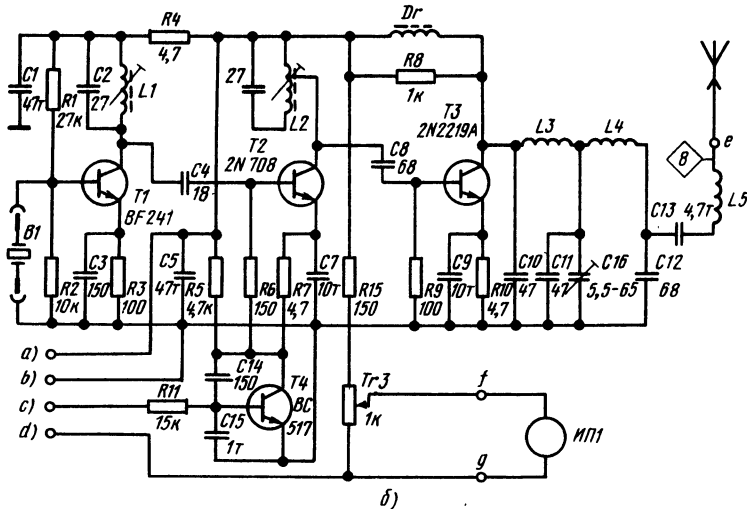 R4
4,7
Dr
C1
47т
R1
27к
C2
27
L1
27
L2
R8
1к
T1
BF 241
C4
18
T2
2N 708
C8
68
T3
2N2219A
L3
L4
e
8
L5
C13
4,7т
B1
R2
10к
C3
150
R3
100
C5
47т
R5
4,7к
R6
150
R7
4,7
C7
10т
R15
150
R9
100
C9
10т
R10
4,7
C10
47
C11
47
C16
5,5-65
C12
68
a)
b)
c)
d)
R11
15к
C14
150
C15
1т
T4
BC
517
Tr3
1к
f
g
ИП1
б)